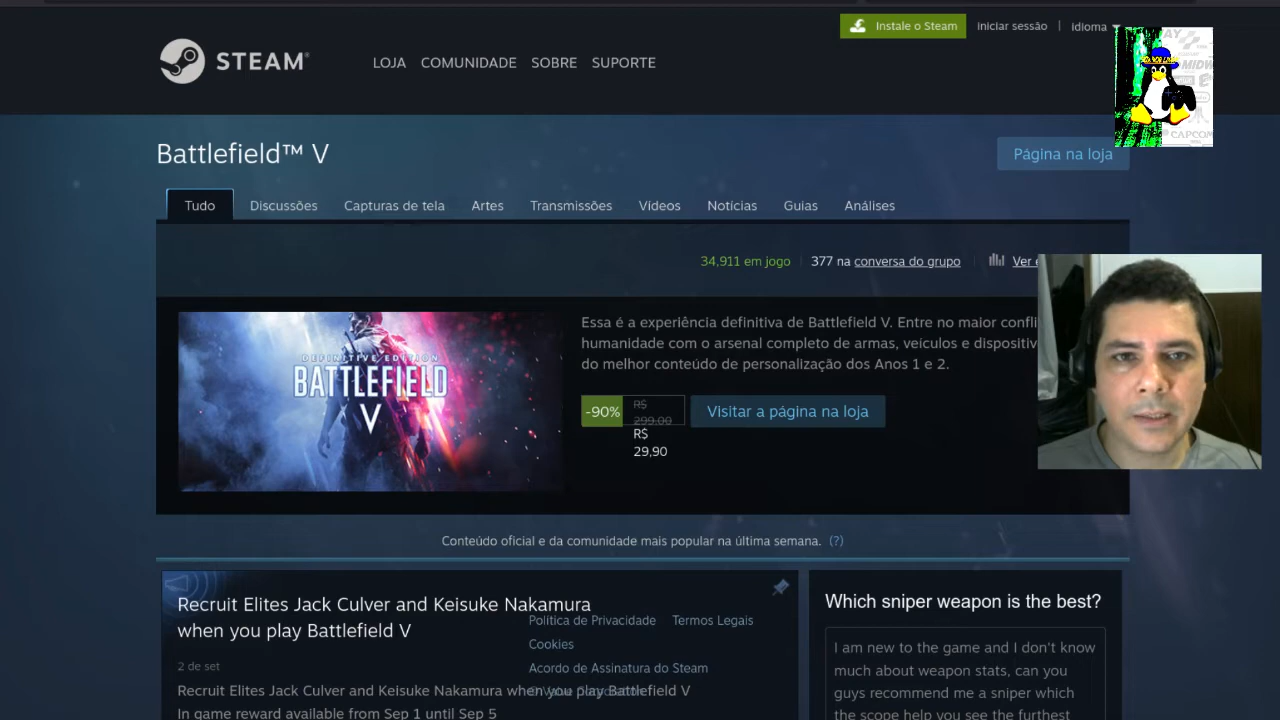 Instale o Steam
iniciar sessão
|
idioma
STEAM®
LOJA
COMUNIDADE
SOBRE
SUPORTE
MIDW
CAPCOM
Battlefield™ V
Página na loja
Tudo
Discussões
Capturas de tela
Artes
Transmissões
Vídeos
Notícias
Guias
Análises
34,911 em jogo
377 na conversa do grupo
Ver
Essa é a experiência definitiva de Battlefield V. Entre no maior confli
humanidade com o arsenal completo de armas, veículos e dispositiv
do melhor conteúdo de personalização dos Anos 1 e 2.
DEFINITIVE EDITION
BATTLEFIELD
V
-90%
R$
299,00
R$
29,90
Visitar a página na loja
Conteúdo oficial e da comunidade mais popular na última semana. (?)
Recruit Elites Jack Culver and Keisuke Nakamura
when you play Battlefield V
Política de Privacidade
Termos Legais
Cookies
2 de set
Acordo de Assinatura do Steam
Recruit Elites Jack Culver and Keisuke Nakamura when you play Battlefield V
In game reward available from Sep 1 until Sep 5
Which sniper weapon is the best?
I am new to the game and I don't know
much about weapon stats, can you
guys recommend me a sniper which
the scope help you see the furthest